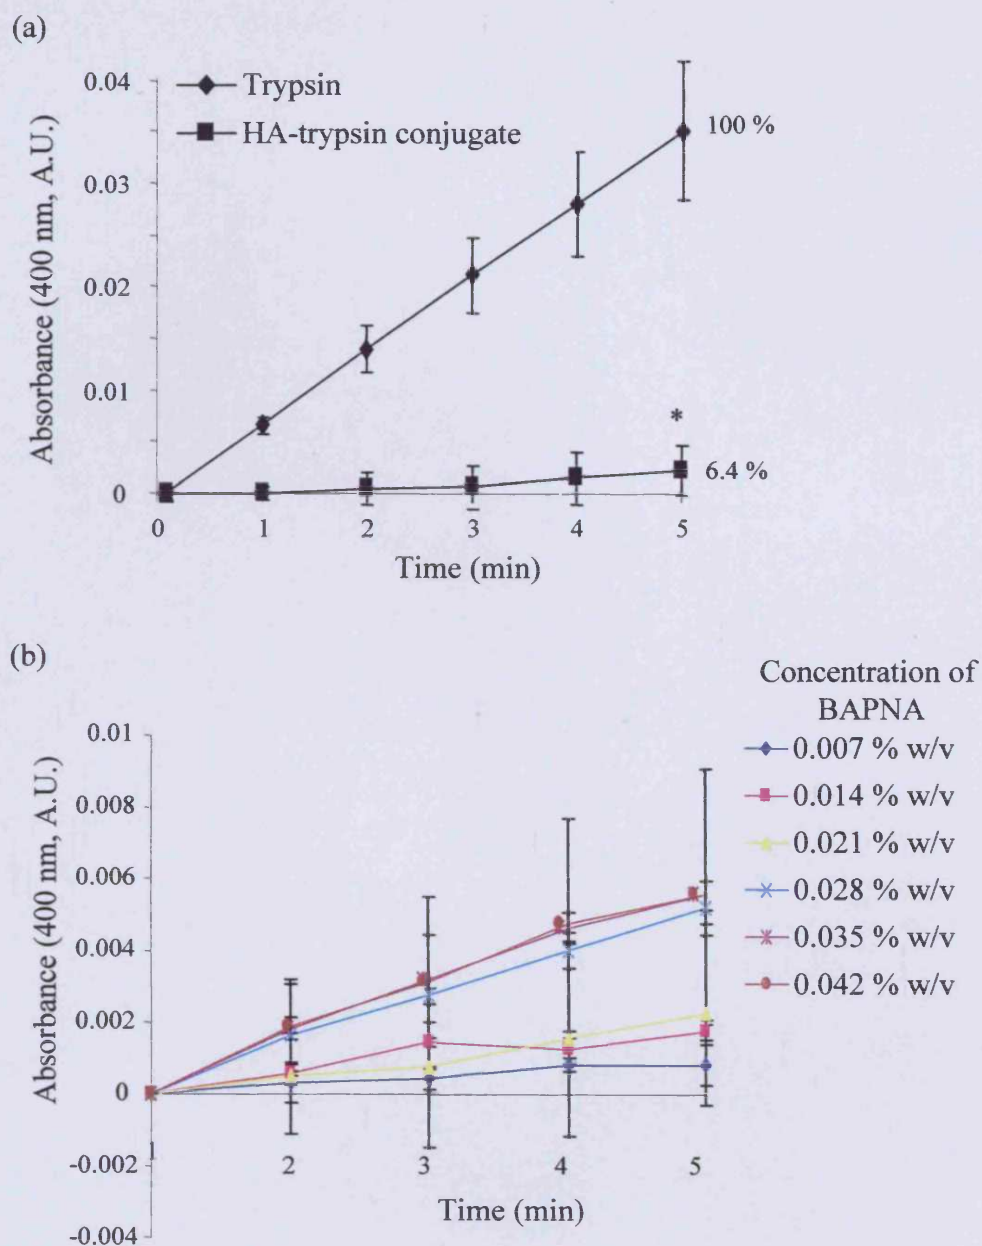 (a)
0.04
0.03
0.02
0.01
0
Absorbance (400 nm, A.U.)
Trypsin
HA-trypsin conjugate
100 %
*
6.4 %
0 1 2 3 4 5
Time (min)
(b)
Concentration of
BAPNA
0.007 % w/v
0.014 % w/v
0.021 % w/v
0.028 % w/v
0.035 % w/v
0.042 % w/v
0.01
0.008
0.006
0.004
0.002
0
-0.002
-0.004
Absorbance (400 nm, A.U.)
1 2 3 4 5
Time (min)